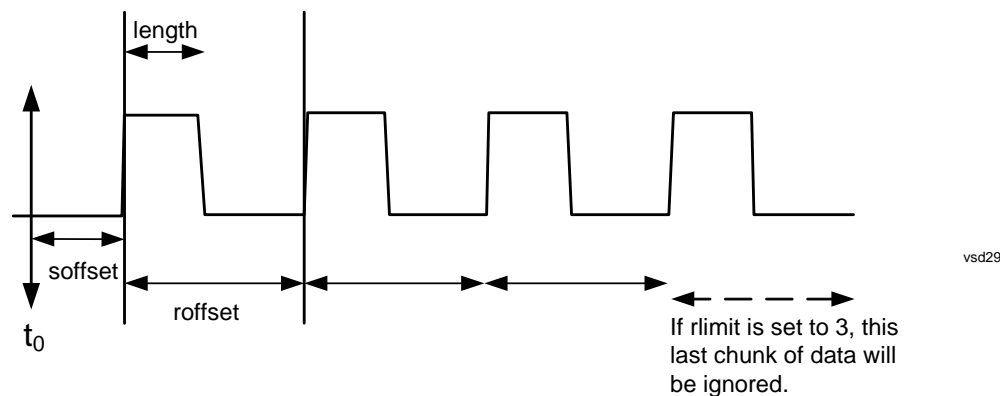 length
soffset
roffset
t₀
vsd29
If rlimit is set to 3, this
last chunk of data will
be ignored.